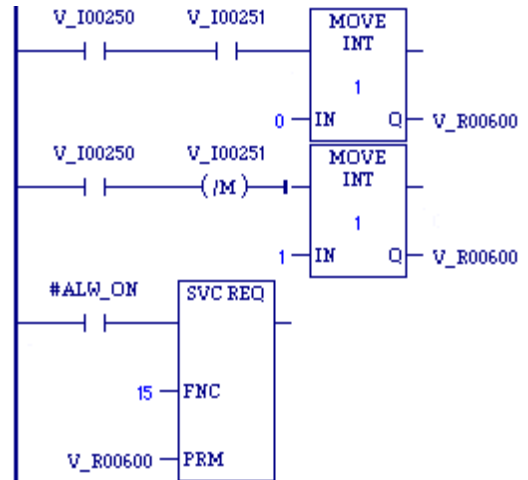 V_I00250 V_I00251 MOVE
INT
1
0 IN Q V_R00600
V_I00250 V_I00251 MOVE
(/M) INT
1
1 IN Q V_R00600
#ALW_ON SVC REQ
15 FNC
V_R00600 PRM